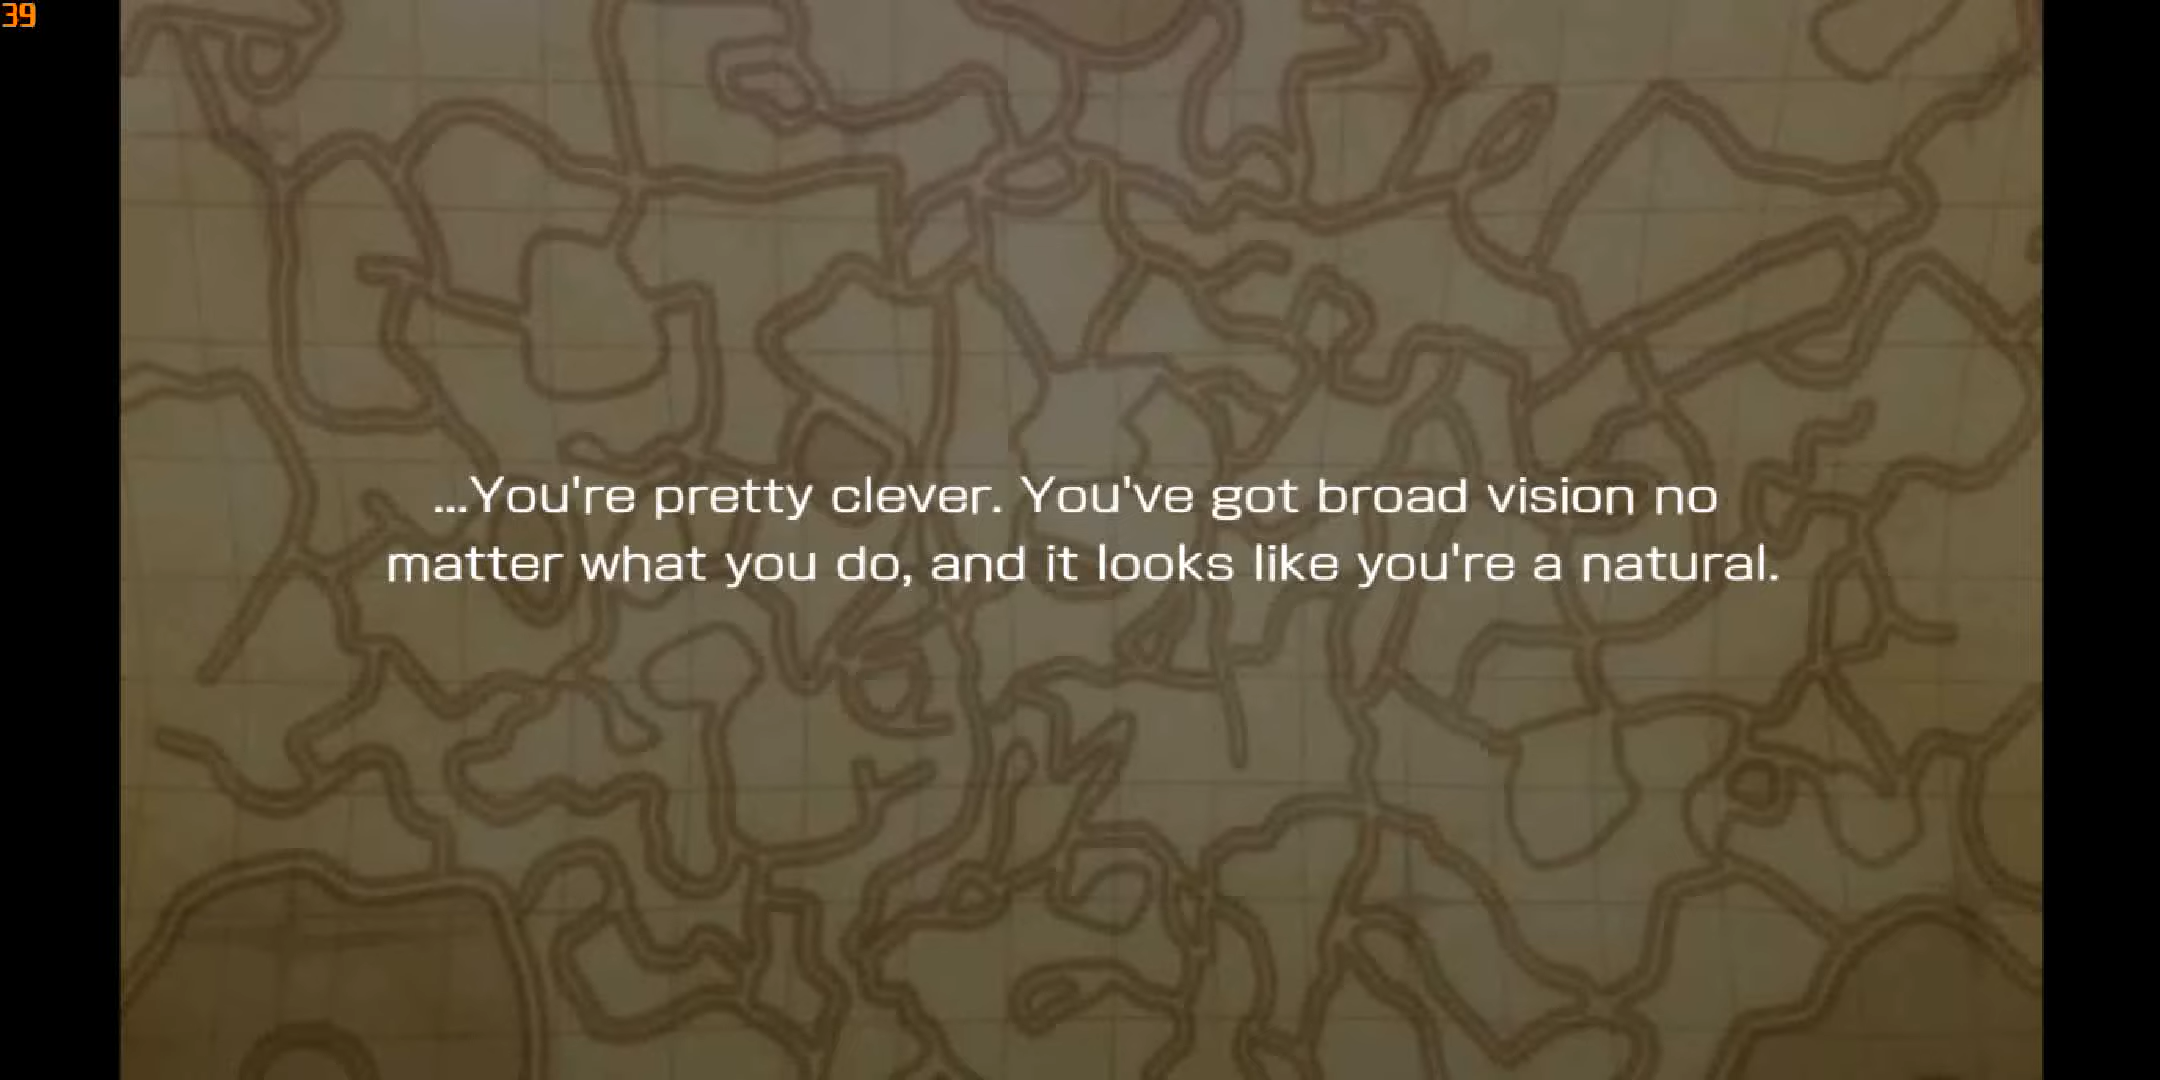 39
...You're pretty clever. You've got broad vision no
matter what you do, and it looks like you're a natural.